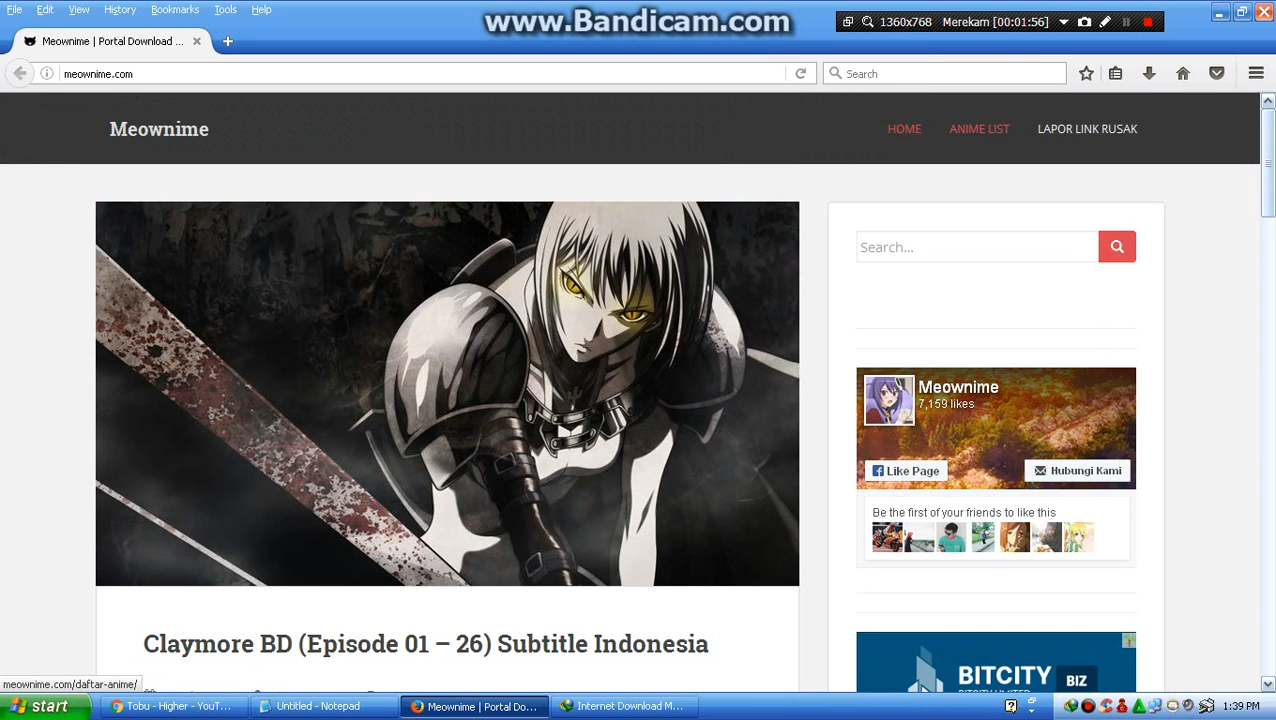 File Edit View History Bookmarks Tools Help
www.Bandicam.com
1360x768 Merekam [00:01:56]
Meownime | Portal Download ...
meownime.com
Search
Meownime
HOME ANIME LIST LAPOR LINK RUSAK
Search...
Meownime
7,159 likes
Like Page
Hubungi Kami
Be the first of your friends to like this
Claymore BD (Episode 01 – 26) Subtitle Indonesia
BITCITY BIZ
BITCITY LIMITED
meownime.com/daftar-anime/
start
Tobu - Higher - YouT...
Untitled - Notepad
Meownime | Portal Do...
Internet Download M...
1:39 PM